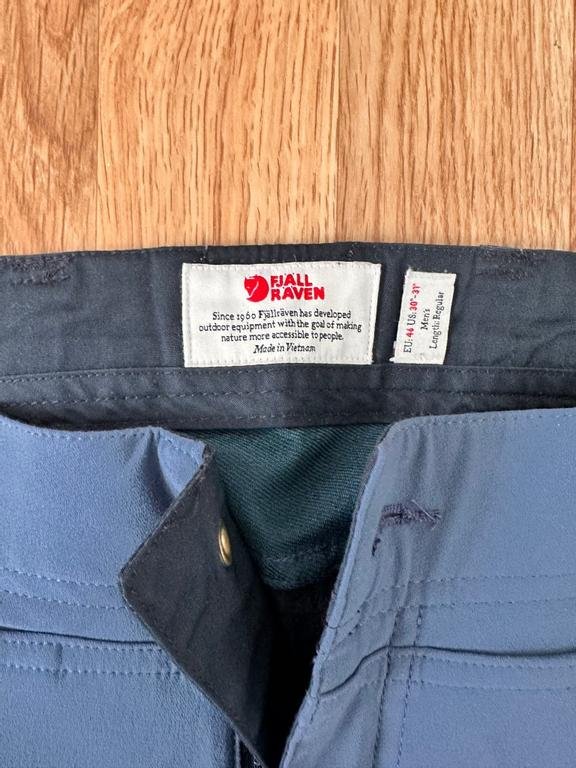 FJÄLL
RÄVEN
Since 1960 Fjällräven has developed
outdoor equipment with the goal of making
nature more accessible to people.
Made in Vietnam
EU: 46 US: 30"-31"
Men's
Length: Regular